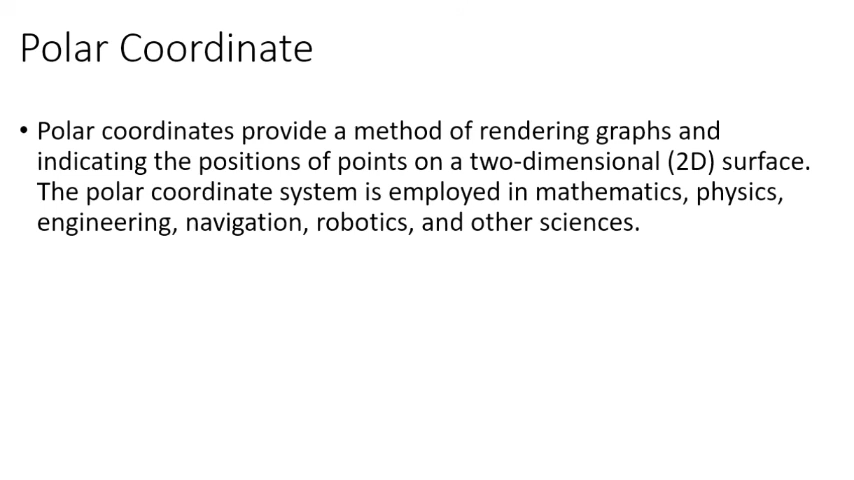 Polar Coordinate
• Polar coordinates provide a method of rendering graphs and
indicating the positions of points on a two-dimensional (2D) surface.
The polar coordinate system is employed in mathematics, physics,
engineering, navigation, robotics, and other sciences.